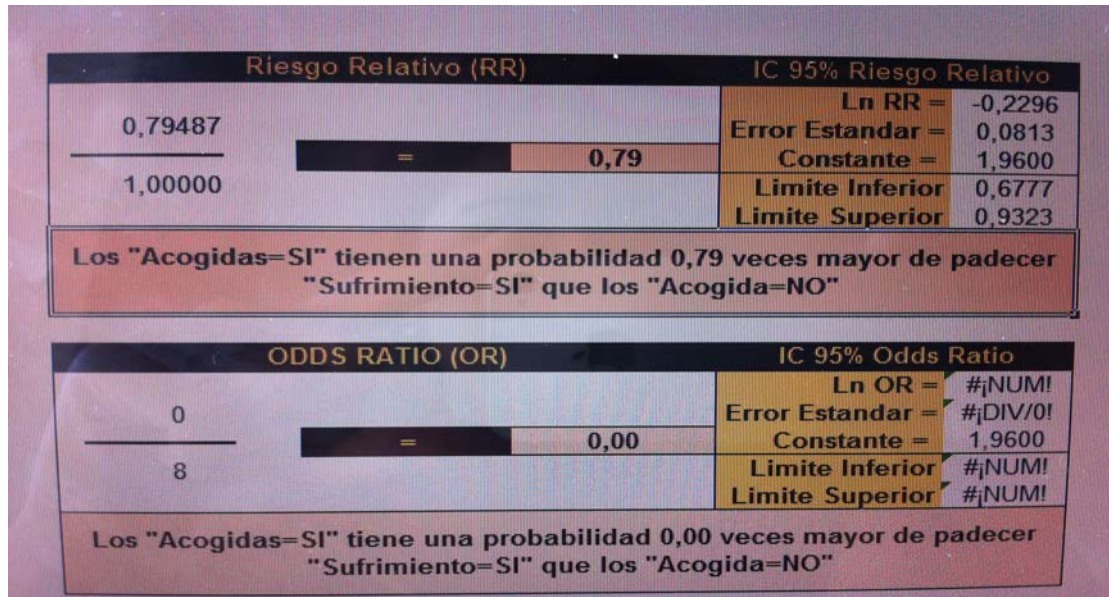 Riesgo Relativo (RR) IC 95% Riesgo Relativo
Ln RR = -0,2296
0,79487 Error Estandar = 0,0813
= 0,79 Constante = 1,9600
1,00000 Limite Inferior 0,6777
Limite Superior 0,9323
Los "Acogidas=SI" tienen una probabilidad 0,79 veces mayor de padecer
"Sufrimiento=SI" que los "Acogida=NO"
ODDS RATIO (OR) IC 95% Odds Ratio
Ln OR = #¡NUM!
0 Error Estandar = #¡DIV/0!
= 0,00 Constante = 1,9600
8 Limite Inferior #¡NUM!
Limite Superior #¡NUM!
Los "Acogidas=SI" tiene una probabilidad 0,00 veces mayor de padecer
"Sufrimiento=SI" que los "Acogida=NO"